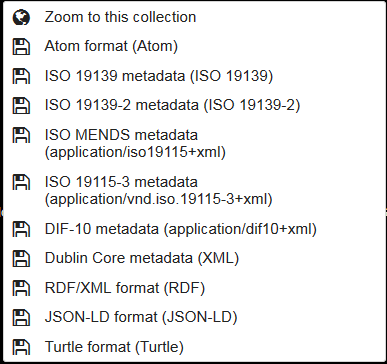 Zoom to this collection
Atom format (Atom)
ISO 19139 metadata (ISO 19139)
ISO 19139-2 metadata (ISO 19139-2)
ISO MENDS metadata
(application/iso19115+xml)
ISO 19115-3 metadata
(application/vnd.iso.19115-3+xml)
DIF-10 metadata (application/dif10+xml)
Dublin Core metadata (XML)
RDF/XML format (RDF)
JSON-LD format (JSON-LD)
Turtle format (Turtle)